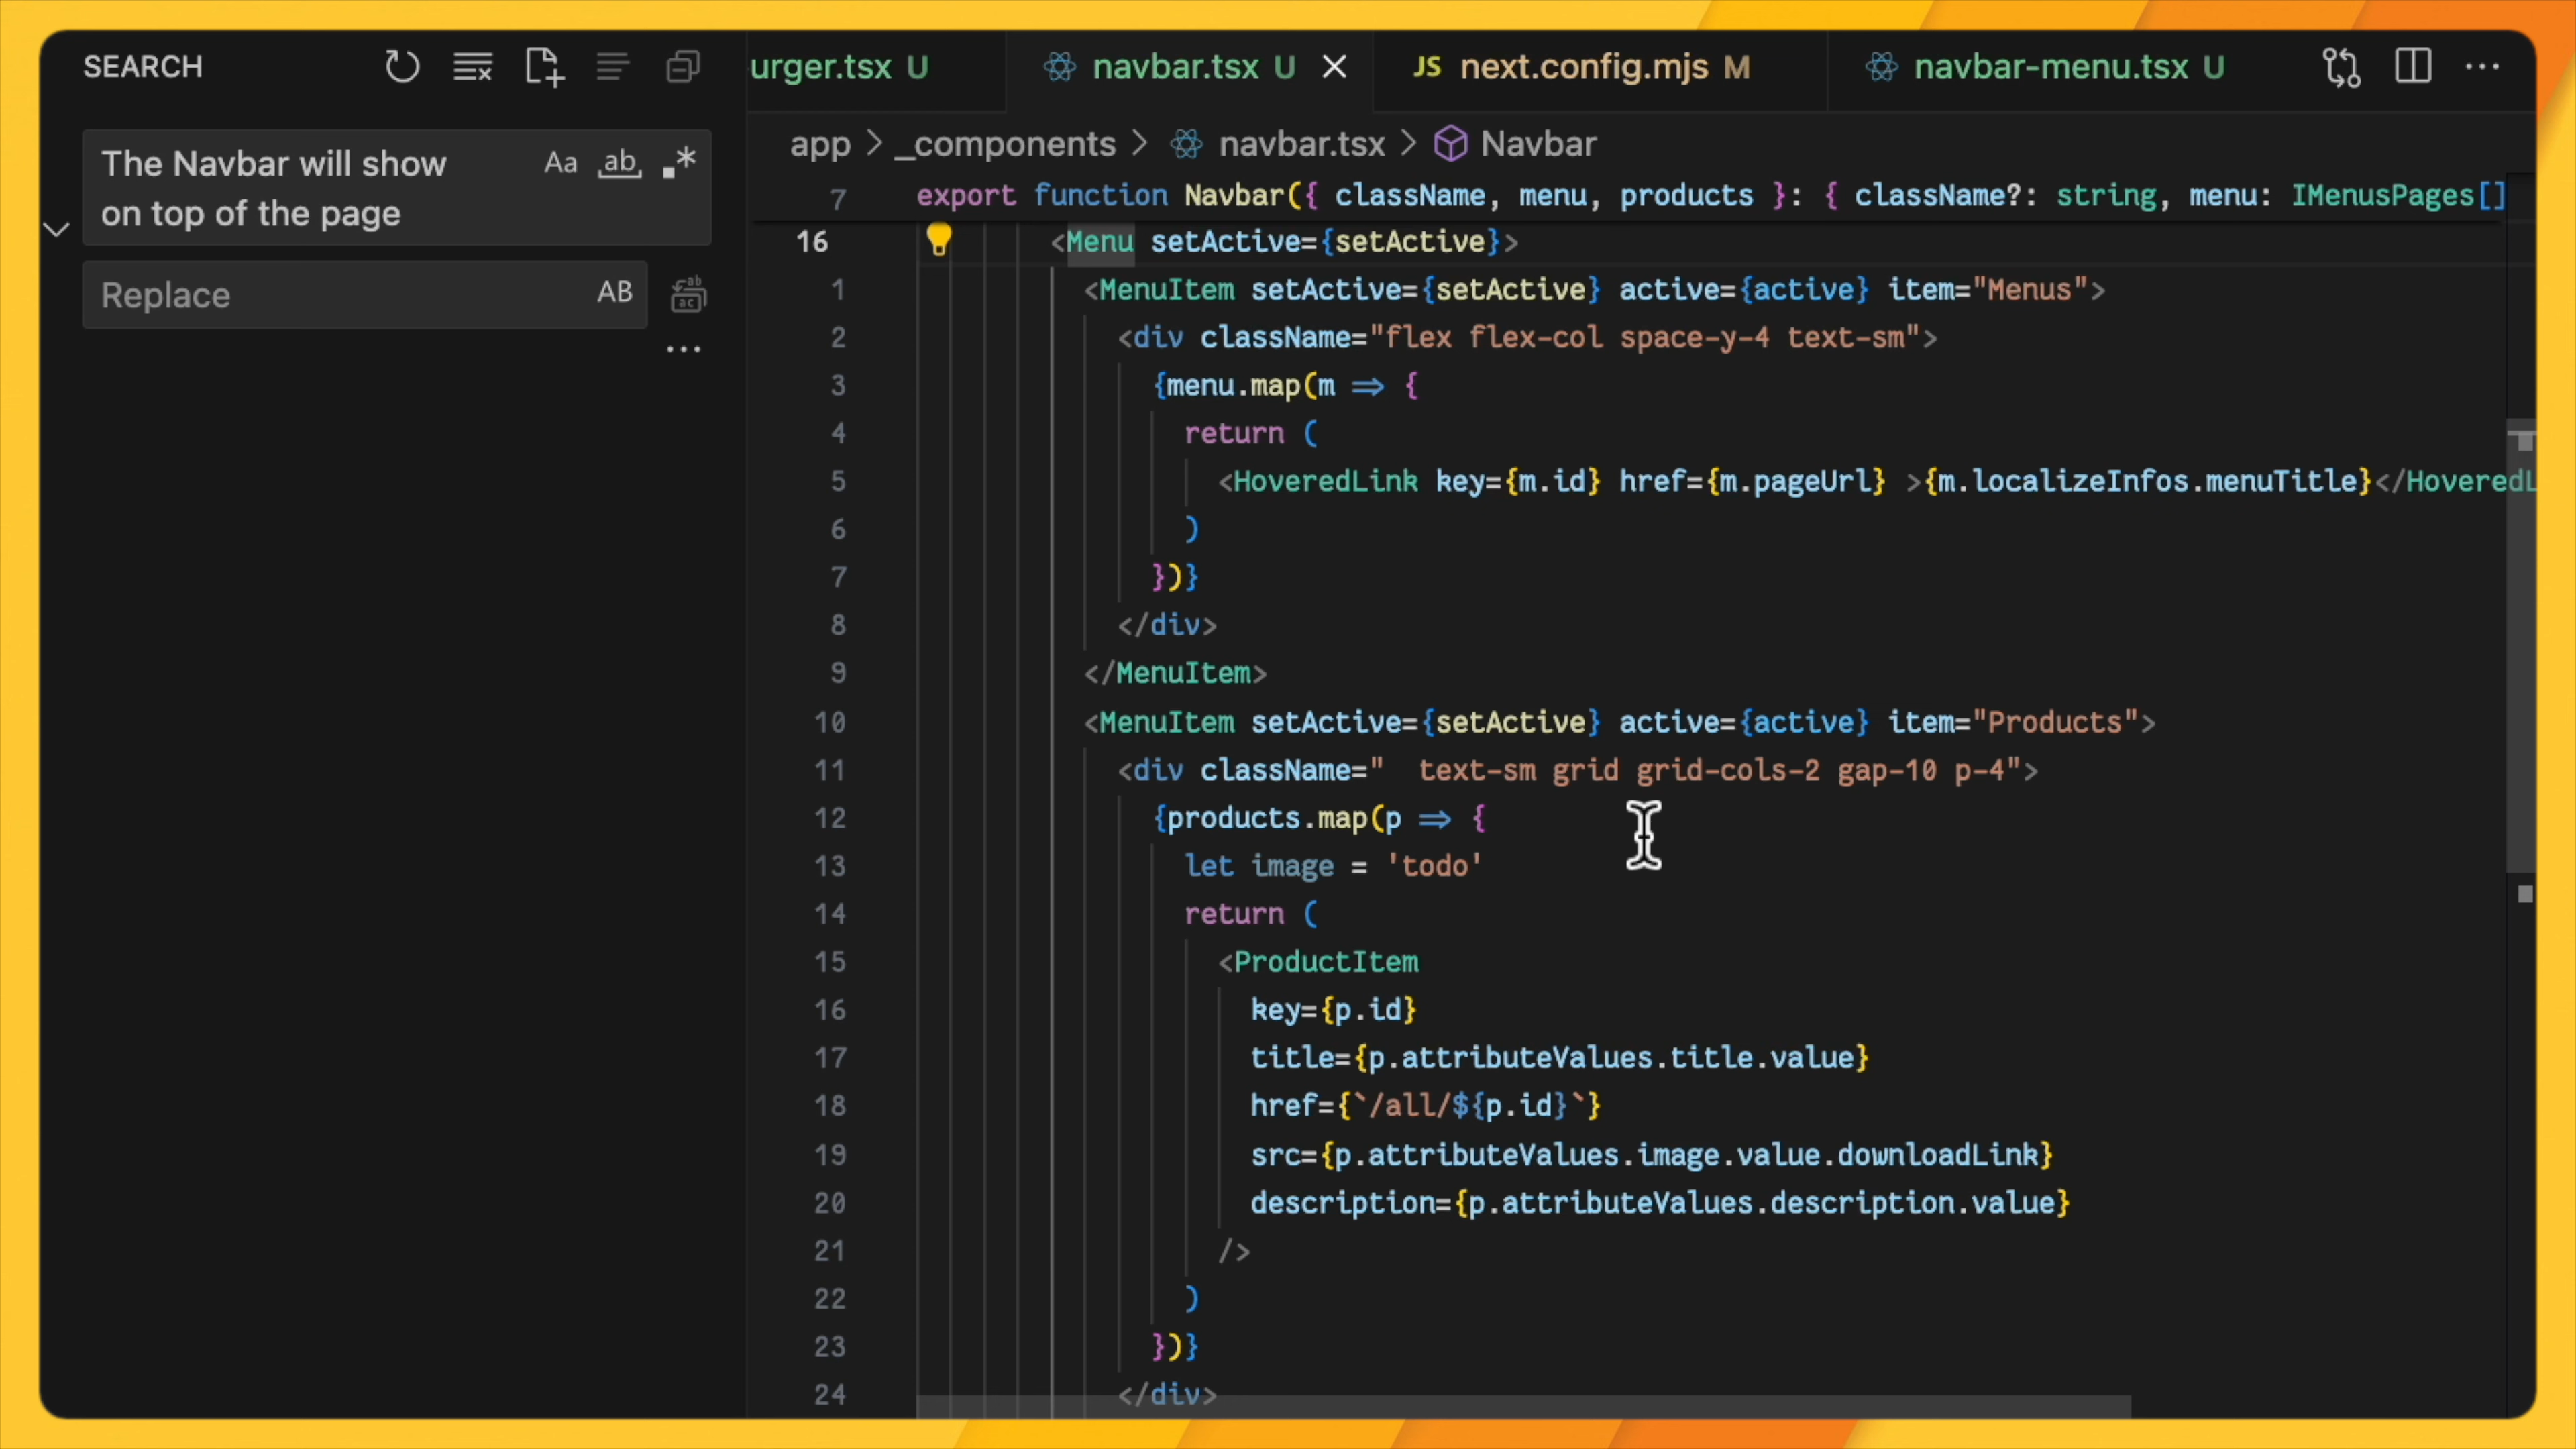 SEARCH
The Navbar will show
on top of the page
Aa ab .*
Replace
AB
...
urger.tsx U
navbar.tsx U
JS next.config.mjs M
navbar-menu.tsx U
app > _components > navbar.tsx > Navbar
7 export function Navbar({ className, menu, products }: { className?: string, menu: IMenusPages[]
16 <Menu setActive={setActive}>
1 <MenuItem setActive={setActive} active={active} item="Menus">
2 <div className="flex flex-col space-y-4 text-sm">
3 {menu.map(m => {
4 return (
5 <HoveredLink key={m.id} href={m.pageUrl} >{m.localizeInfos.menuTitle}</HoveredL
6 )
7 })}
8 </div>
9 </MenuItem>
10 <MenuItem setActive={setActive} active={active} item="Products">
11 <div className="  text-sm grid grid-cols-2 gap-10 p-4">
12 {products.map(p => {
13 let image = 'todo'
14 return (
15 <ProductItem
16 key={p.id}
17 title={p.attributeValues.title.value}
18 href={`/all/${p.id}`}
19 src={p.attributeValues.image.value.downloadLink}
20 description={p.attributeValues.description.value}
21 />
22 )
23 })}
24 </div>